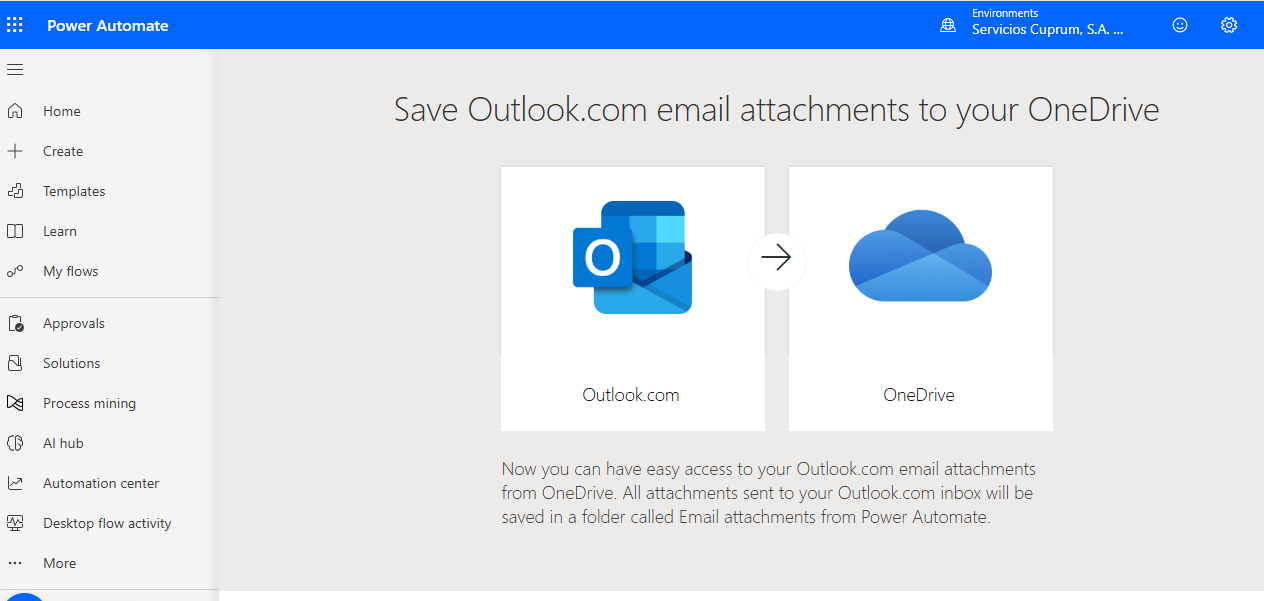 Power Automate
Environments
Servicios Cuprum, S.A. ...
Home
Create
Templates
Learn
My flows
Approvals
Solutions
Process mining
AI hub
Automation center
Desktop flow activity
More
Save Outlook.com email attachments to your OneDrive
O
Outlook.com
OneDrive
Now you can have easy access to your Outlook.com email attachments
from OneDrive. All attachments sent to your Outlook.com inbox will be
saved in a folder called Email attachments from Power Automate.